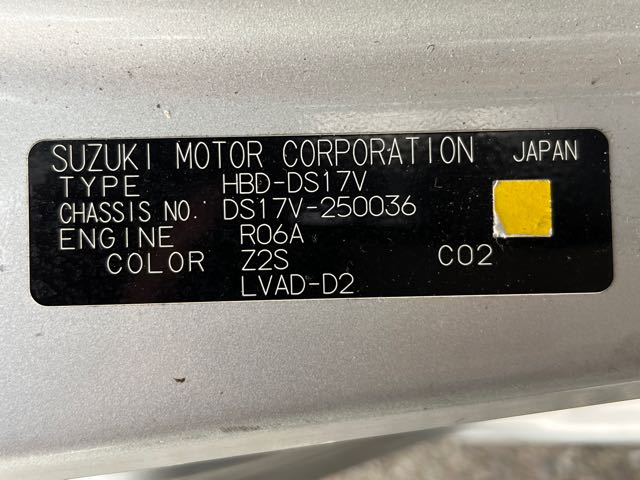 SUZUKI MOTOR CORPORATION JAPAN
TYPE HBD-DS17V
CHASSIS NO. DS17V-250036
ENGINE R06A
COLOR Z2S C02
LVAD-D2